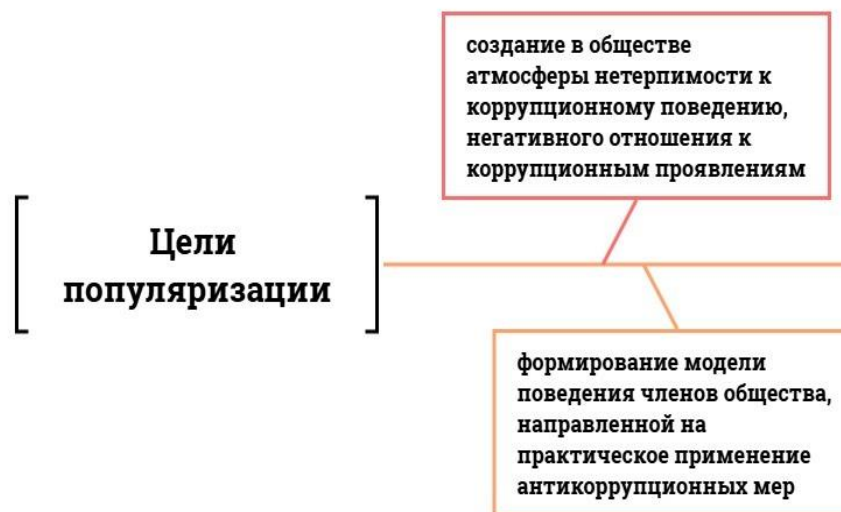 создание в обществе
атмосферы нетерпимости к
коррупционному поведению,
негативного отношения к
коррупционным проявлениям
Цели
популяризации
формирование модели
поведения членов общества,
направленной на
практическое применение
антикоррупционных мер